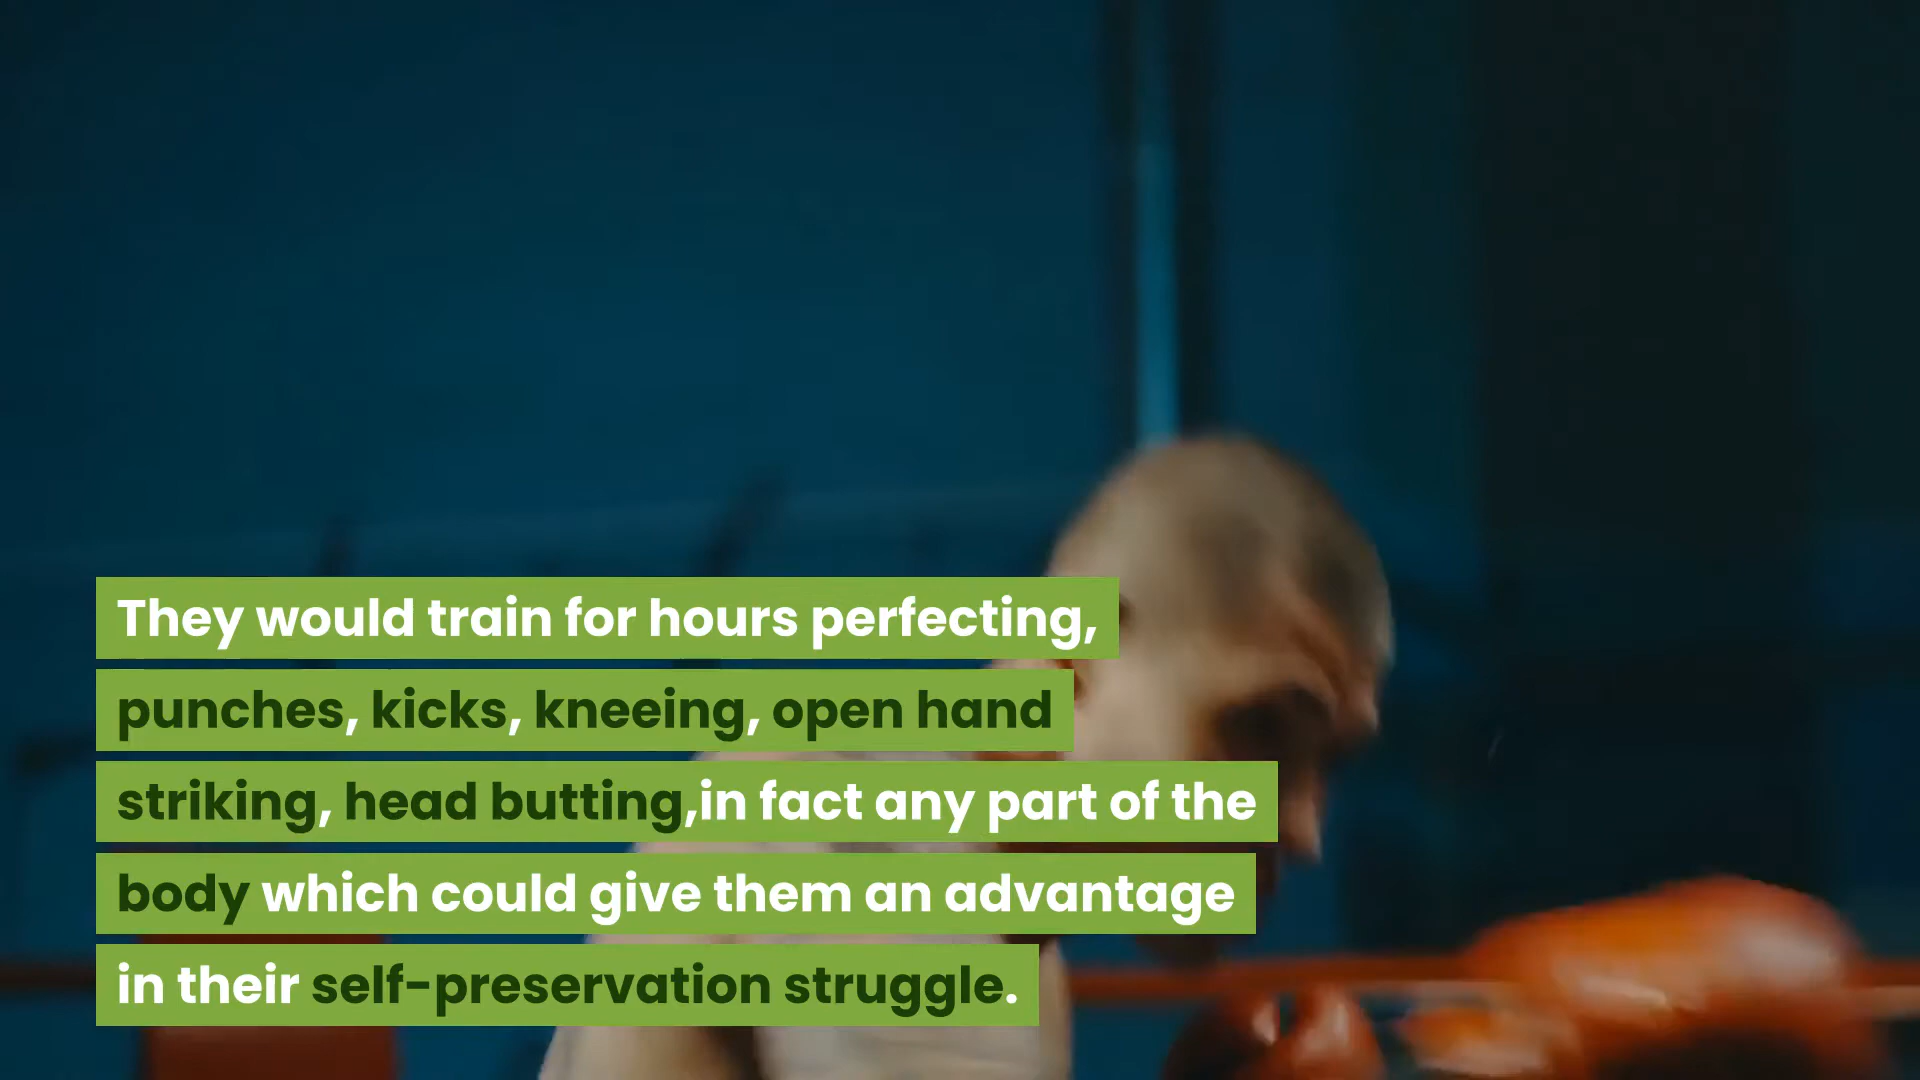 They would train for hours perfecting,
punches, kicks, kneeing, open hand
striking, head butting,in fact any part of the
body which could give them an advantage
in their self-preservation struggle.